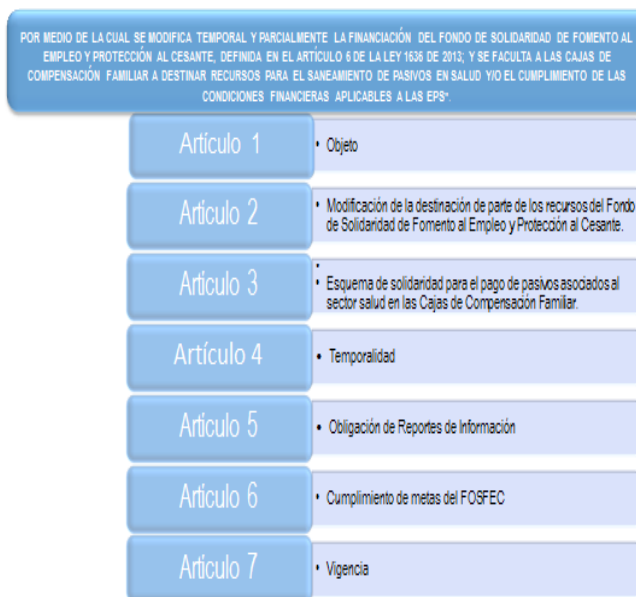 POR MEDIO DE LA CUAL SE MODIFICA TEMPORAL Y PARCIALMENTE LA FINANCIACIÓN DEL FONDO DE SOLIDARIDAD DE FOMENTO AL
EMPLEO Y PROTECCIÓN AL CESANTE, DEFINIDA EN EL ARTÍCULO 6 DE LA LEY 1636 DE 2013; Y SE FACULTA A LAS CAJAS DE
COMPENSACIÓN FAMILIAR A DESTINAR RECURSOS PARA EL SANEAMIENTO DE PASIVOS EN SALUD Y/O EL CUMPLIMIENTO DE LAS
CONDICIONES FINANCIERAS APLICABLES A LAS EPS".
Artículo 1
• Objeto
Artículo 2
• Modificación de la destinación de parte de los recursos del Fondo
de Solidaridad de Fomento al Empleo y Protección al Cesante.
Artículo 3
•
• Esquema de solidaridad para el pago de pasivos asociados al
sector salud en las Cajas de Compensación Familiar.
Artículo 4
• Temporalidad
Artículo 5
• Obligación de Reportes de Información
Artículo 6
• Cumplimiento de metas del FOSFEC
Artículo 7
• Vigencia